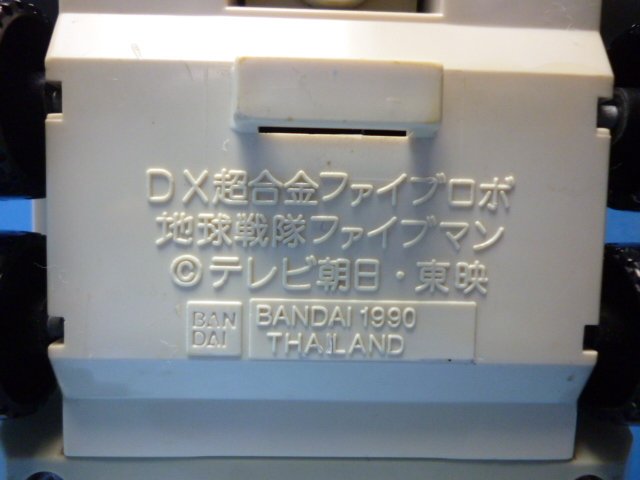 DX超合金ファイブロボ
地球戦隊ファイブマン
©テレビ朝日・東映
BAN
DAI
BANDAI 1990
THAILAND